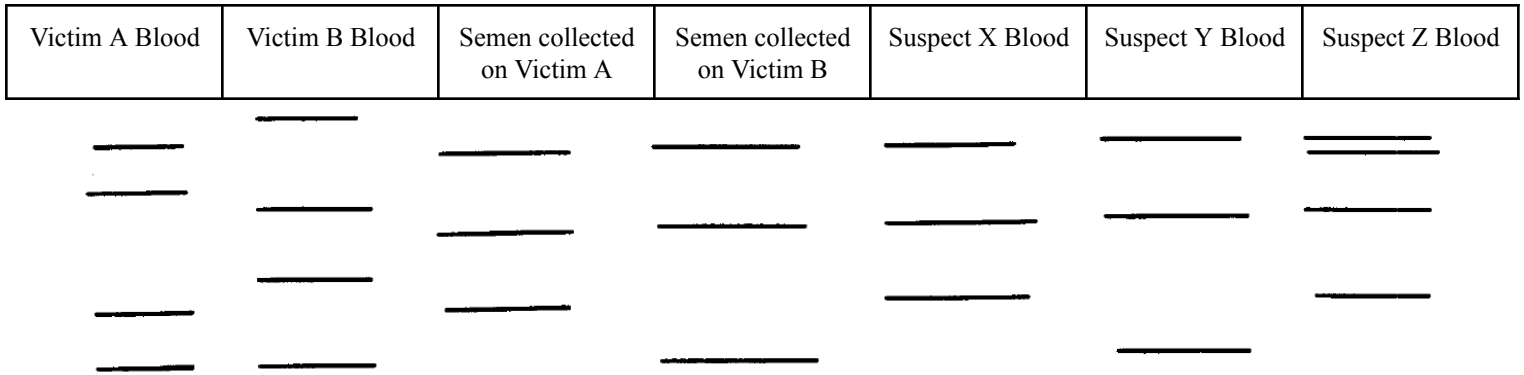 Victim A Blood
Victim B Blood
Semen collected
on Victim A
Semen collected
on Victim B
Suspect X Blood
Suspect Y Blood
Suspect Z Blood